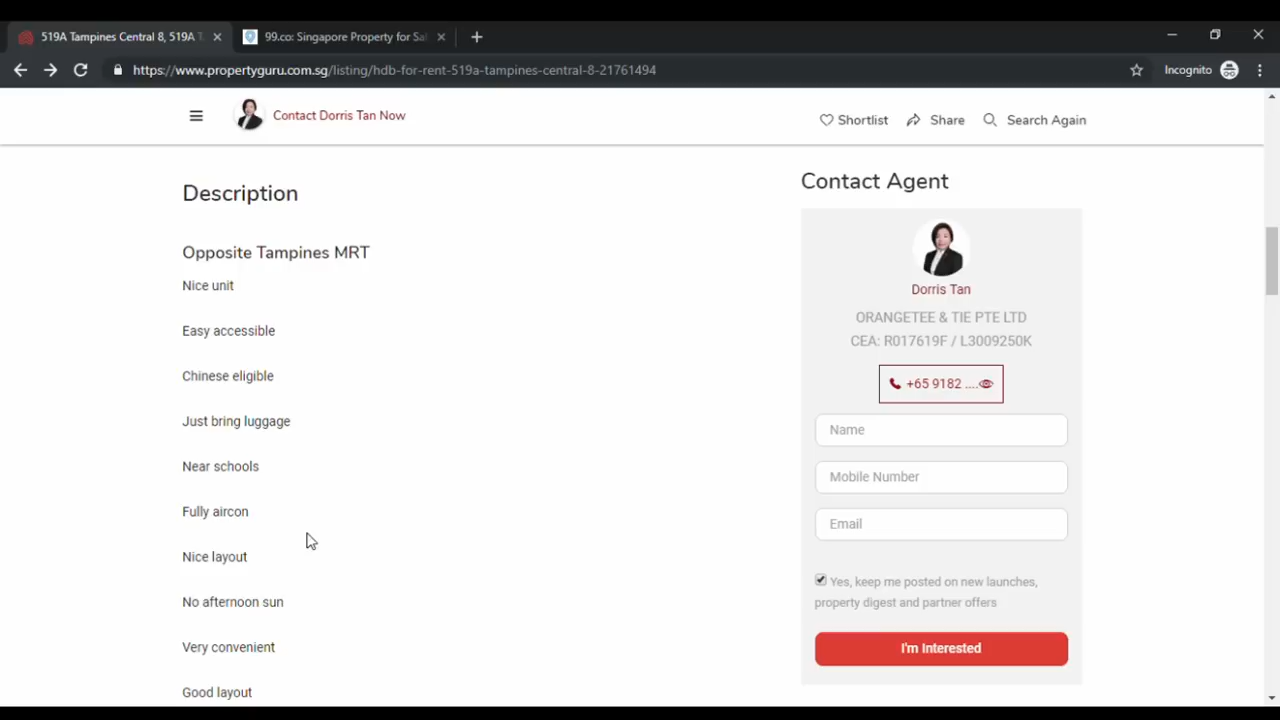 519A Tampines Central 8, 519A T
99.co: Singapore Property for Sal
https://www.propertyguru.com.sg/listing/hdb-for-rent-519a-tampines-central-8-21761494
Incognito
Contact Dorris Tan Now
Shortlist
Share
Search Again
Description
Opposite Tampines MRT
Nice unit
Easy accessible
Chinese eligible
Just bring luggage
Near schools
Fully aircon
Nice layout
No afternoon sun
Very convenient
Good layout
Contact Agent
Dorris Tan
ORANGETEE & TIE PTE LTD
CEA: R017619F / L3009250K
+65 9182 ....
Name
Mobile Number
Email
Yes, keep me posted on new launches,
property digest and partner offers
I'm Interested